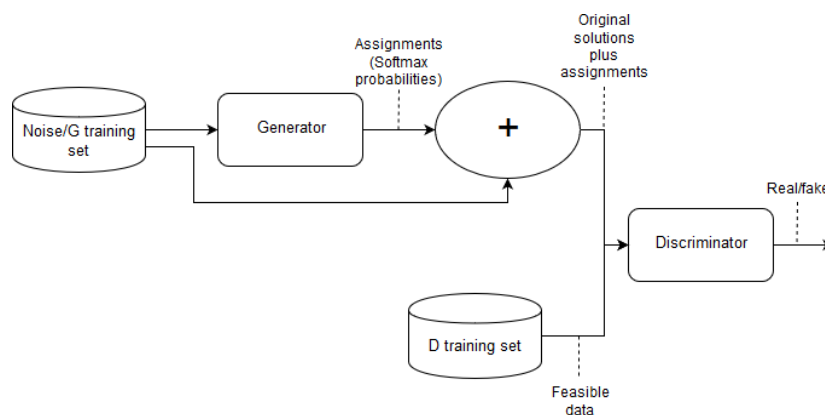 Original
solutions
plus
assignments
Assignments
(Softmax
probabilities)
Noise/G training
set
Generator
+
Real/fake
Discriminator
D training set
Feasible
data